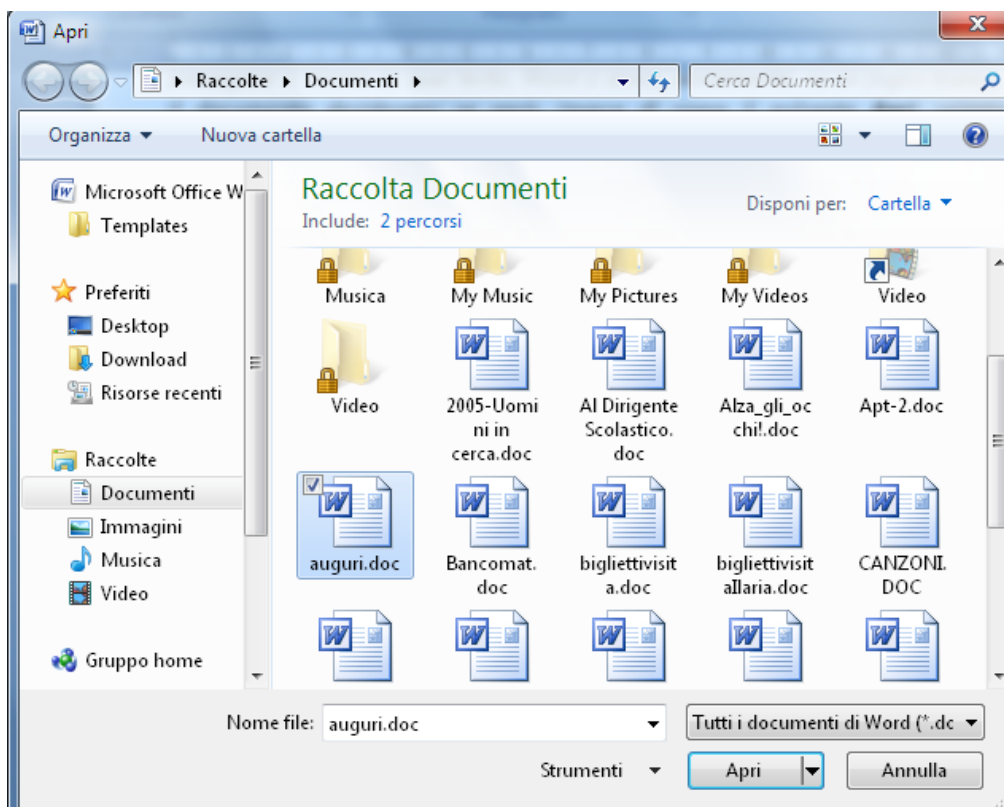 Apri
Raccolte Documenti
Cerca Documenti
Organizza
Nuova cartella
Microsoft Office W
Templates
Preferiti
Desktop
Download
Risorse recenti
Raccolte
Documenti
Immagini
Musica
Video
Gruppo home
Raccolta Documenti
Include: 2 percorsi
Disponi per: Cartella
Musica
My Music
My Pictures
My Videos
Video
Video
2005-Uomi
ni in
cerca.doc
Al Dirigente
Scolastico.
doc
Alza_gli_oc
chi!.doc
Apt-2.doc
auguri.doc
Bancomat.
doc
bigliettivisit
a.doc
bigliettivisit
aIlaria.doc
CANZONI.
DOC
Nome file: auguri.doc
Tutti i documenti di Word (*.dc
Strumenti
Apri
Annulla